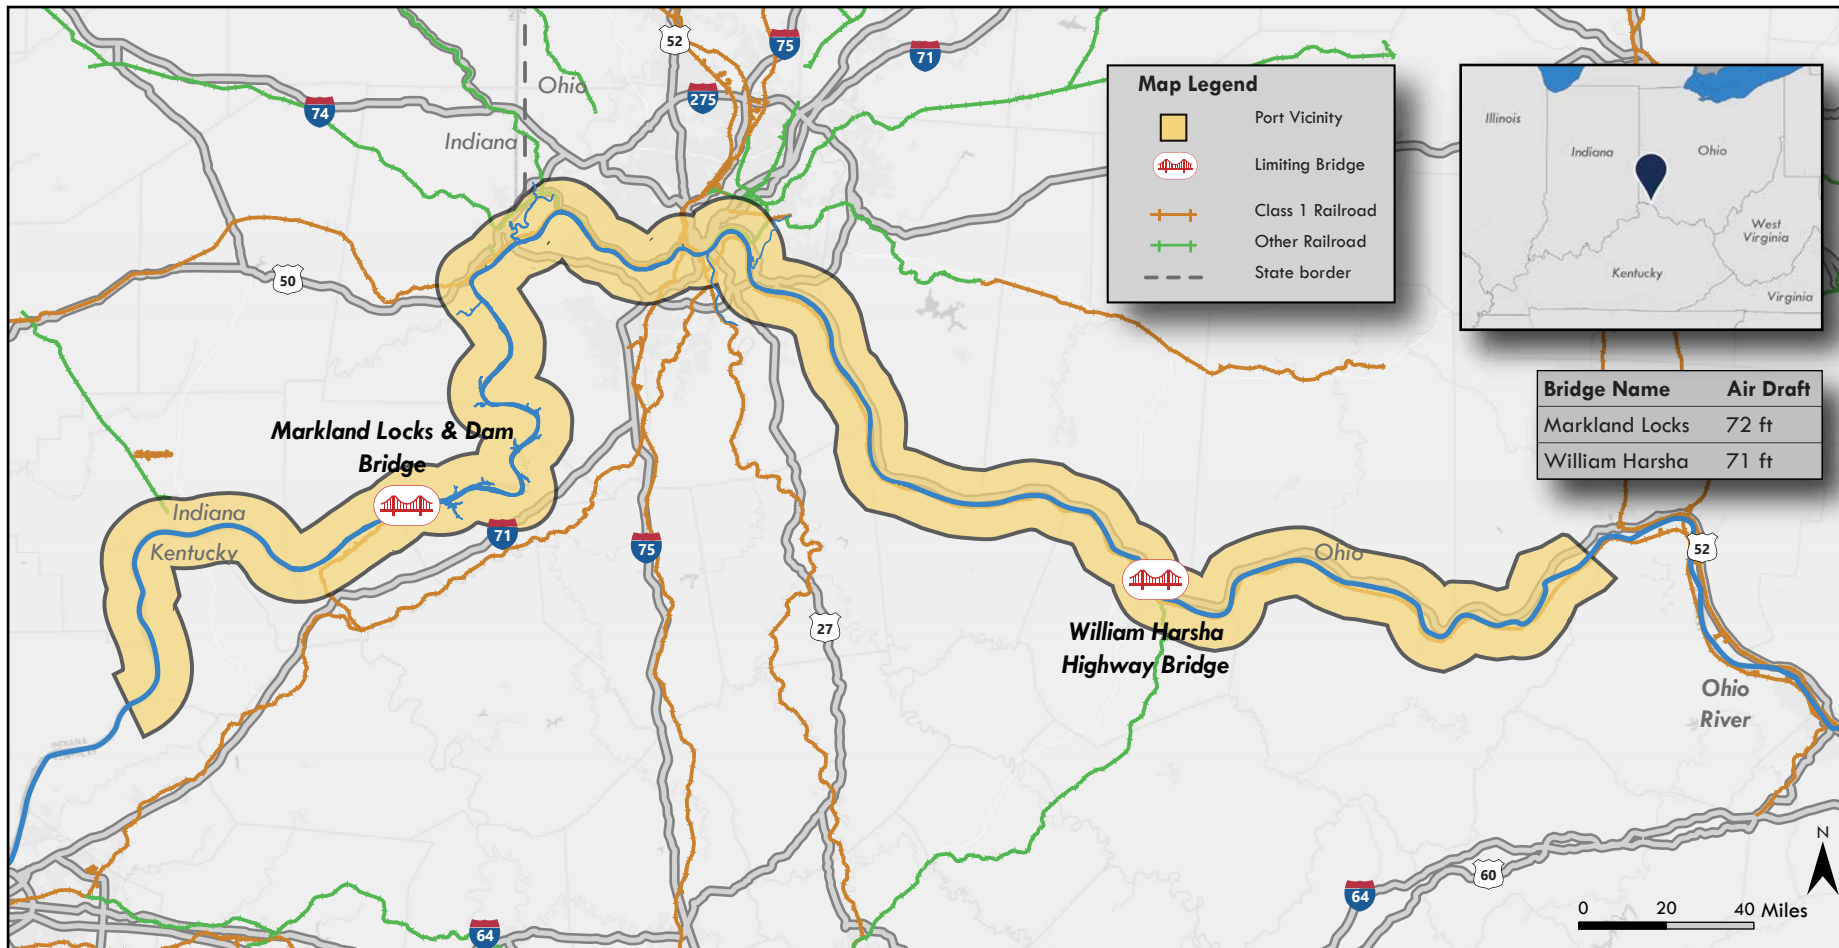 52
75
71
Ohio
275
74
Indiana
50
Map Legend
Port Vicinity
Limiting Bridge
Class 1 Railroad
Other Railroad
State border
Illinois
Indiana
Ohio
West
Virginia
Kentucky
Virginia
Bridge Name Air Draft
Markland Locks 72 ft
William Harsha 71 ft
Markland Locks & Dam
Bridge
Indiana
Kentucky
71
75
27
Ohio
52
William Harsha
Highway Bridge
Ohio
River
INDIANA
KENTUCKY
60
64
64
N
0 20 40 Miles